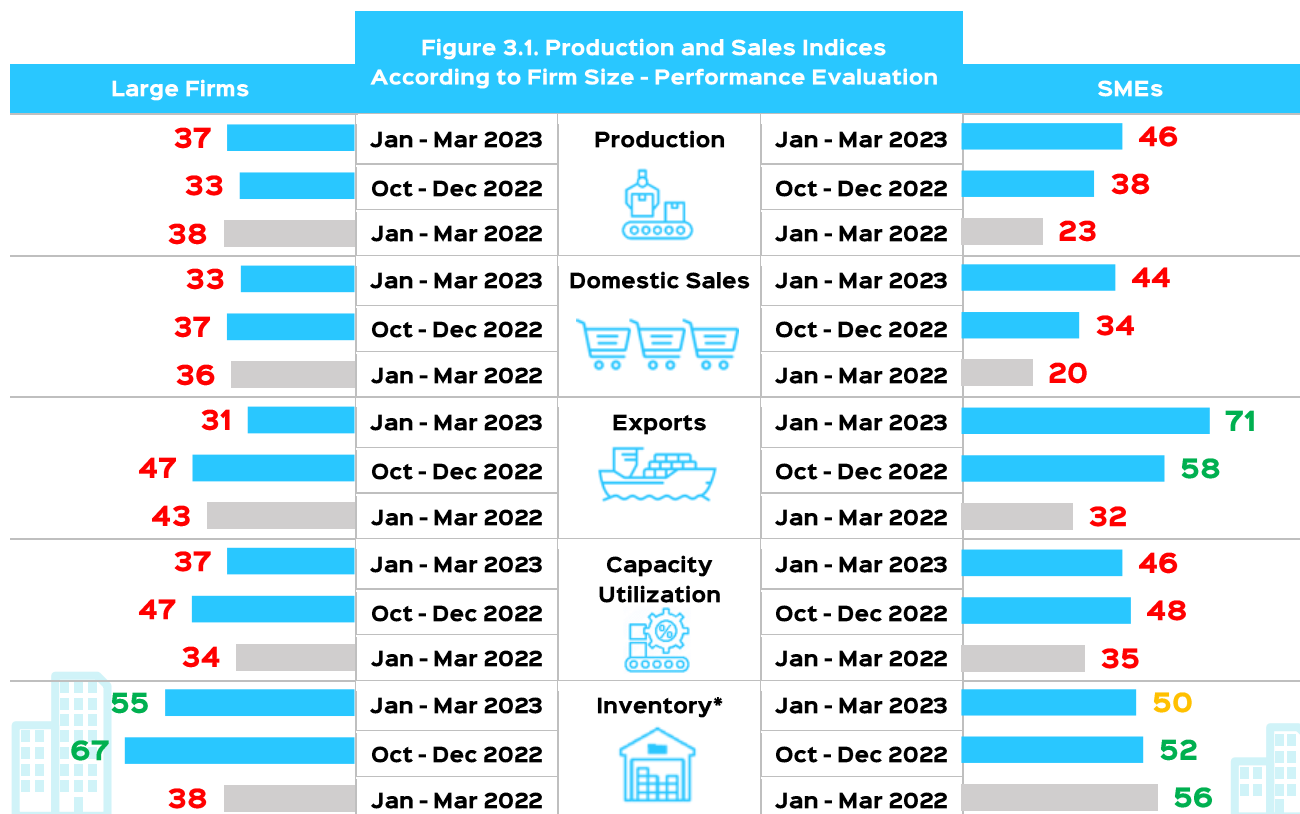 Figure 3.1. Production and Sales Indices
According to Firm Size - Performance Evaluation
Large Firms
SMEs
37 Jan - Mar 2023 Production Jan - Mar 2023 46
33 Oct - Dec 2022 Oct - Dec 2022 38
38 Jan - Mar 2022 Jan - Mar 2022 23
33 Jan - Mar 2023 Domestic Sales Jan - Mar 2023 44
37 Oct - Dec 2022 Oct - Dec 2022 34
36 Jan - Mar 2022 Jan - Mar 2022 20
31 Jan - Mar 2023 Exports Jan - Mar 2023 71
47 Oct - Dec 2022 Oct - Dec 2022 58
43 Jan - Mar 2022 Jan - Mar 2022 32
37 Jan - Mar 2023 Capacity Jan - Mar 2023 46
Utilization
47 Oct - Dec 2022 % Oct - Dec 2022 48
34 Jan - Mar 2022 Jan - Mar 2022 35
55 Jan - Mar 2023 Inventory* Jan - Mar 2023 50
67 Oct - Dec 2022 Oct - Dec 2022 52
38 Jan - Mar 2022 Jan - Mar 2022 56